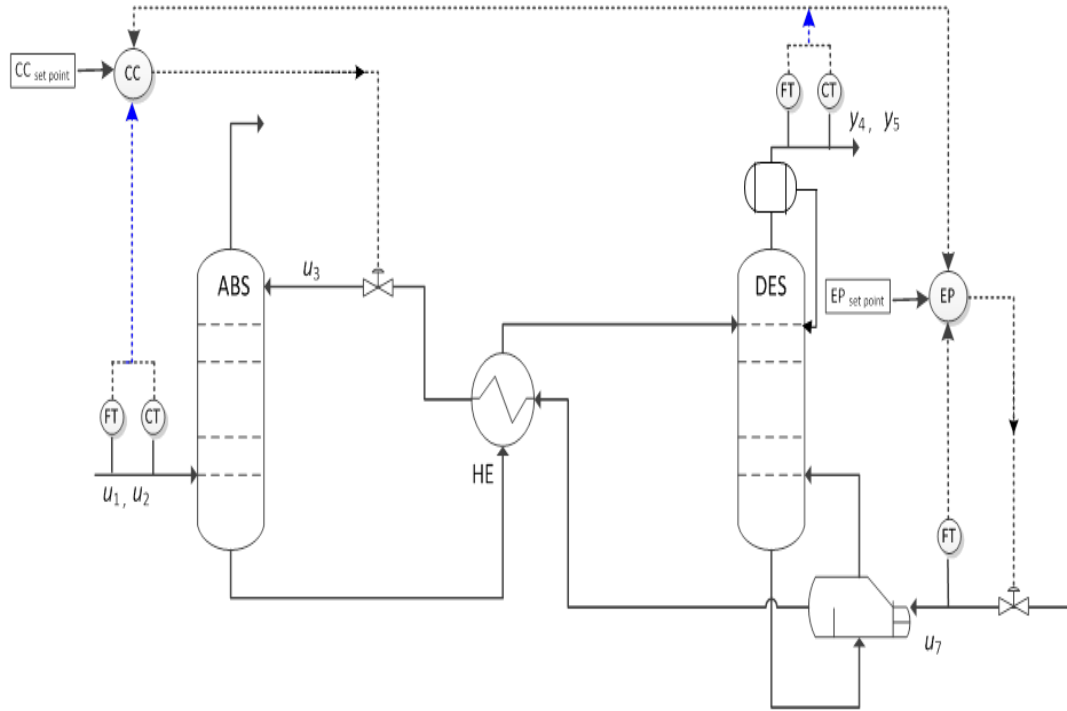 FT CT
CC set point
CC
y4, y5
ABS
u3
DES
EP set point
EP
FT CT
HE
u1, u2
FT
u7